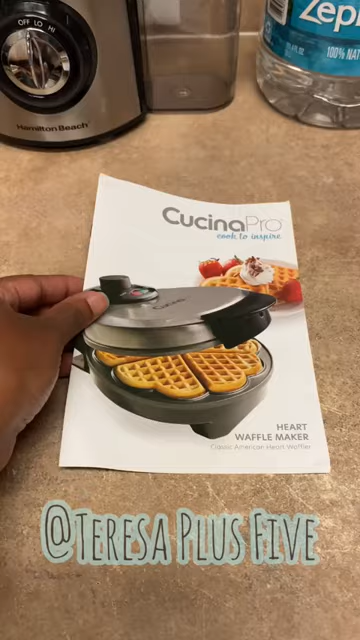 OFF LO HI
Hamilton Beach
Zep
100% NAT
CucinaPro
cook to inspire
HEART
WAFFLE MAKER
Classic American Heart Waffler
@TERESA PLUS FIVE